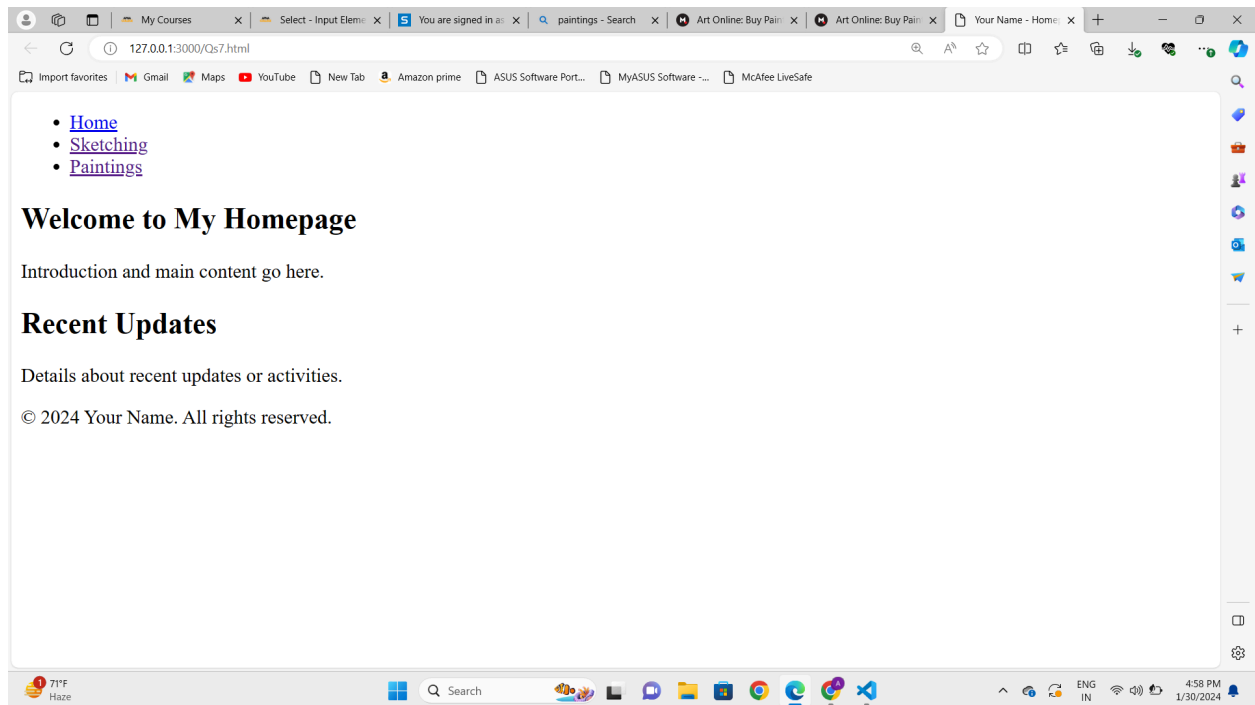 My Courses
Select - Input Eleme
You are signed in as
paintings - Search
Art Online: Buy Pain
Art Online: Buy Pain
Your Name - Home
127.0.0.1:3000/Qs7.html
Import favorites
Gmail
Maps
YouTube
New Tab
Amazon prime
ASUS Software Port...
MyASUS Software -...
McAfee LiveSafe
Home
Sketching
Paintings
Welcome to My Homepage
Introduction and main content go here.
Recent Updates
Details about recent updates or activities.
© 2024 Your Name. All rights reserved.
1
71°F
Haze
Search
ENG
IN
4:58 PM
1/30/2024